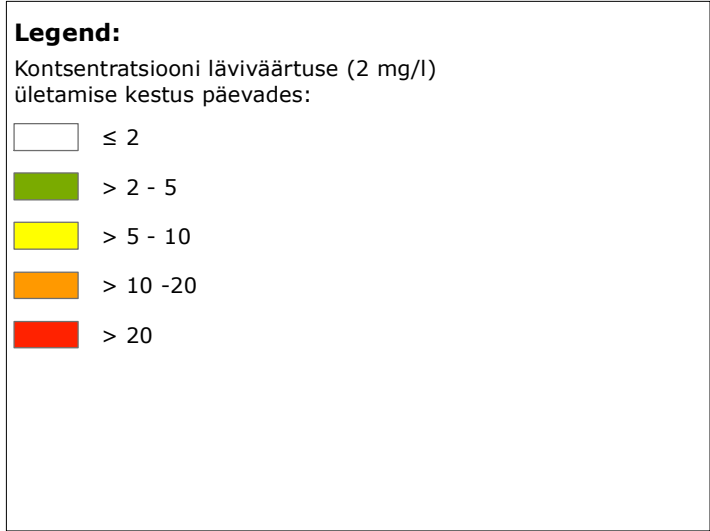 Legend:
Kontsentratsiooni läviväärtuse (2 mg/l)
ületamise kestus päevades:
≤ 2
> 2 - 5
> 5 - 10
> 10 -20
> 20